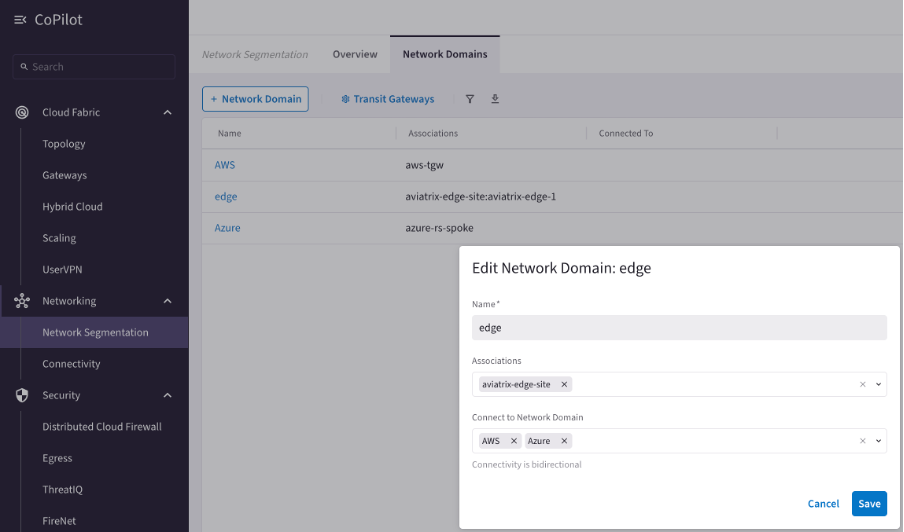 CoPilot
Search
Cloud Fabric
Topology
Gateways
Hybrid Cloud
Scaling
UserVPN
Networking
Network Segmentation
Connectivity
Security
Distributed Cloud Firewall
Egress
ThreatIQ
FireNet
Network Segmentation Overview Network Domains
+ Network Domain Transit Gateways
Name Associations Connected To
AWS aws-tgw
edge aviatrix-edge-site:aviatrix-edge-1
Azure azure-rs-spoke
Edit Network Domain: edge
Name*
edge
Associations
aviatrix-edge-site
Connect to Network Domain
AWS Azure
Connectivity is bidirectional
Cancel Save